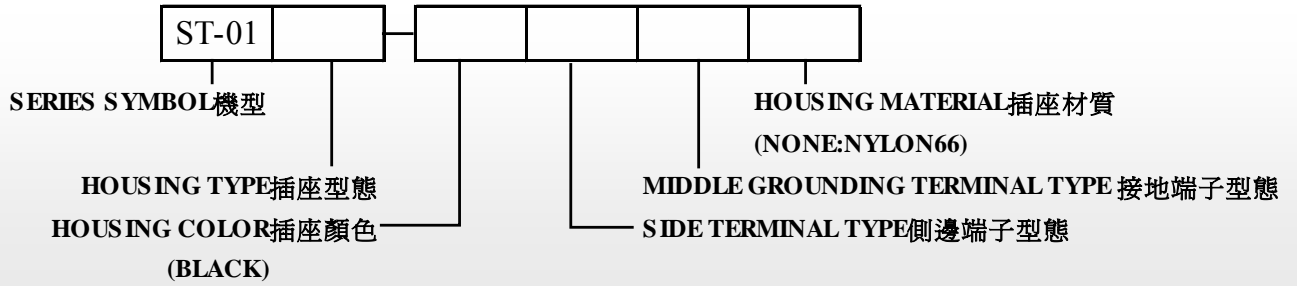 ST-01
SERIES SYMBOL機型
HOUSING MATERIAL插座材質
(NONE:NYLON66)
HOUSING TYPE插座型態
MIDDLE GROUNDING TERMINAL TYPE 接地端子型態
HOUSING COLOR插座顏色
SIDE TERMINAL TYPE側邊端子型態
(BLACK)